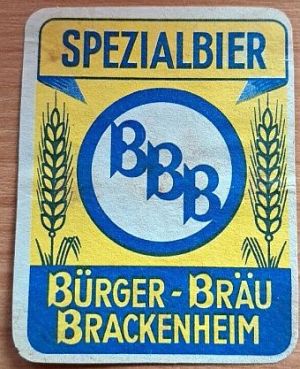 SPEZIALBIER
BBB
BÜRGER-BRÄU
BRACKENHEIM